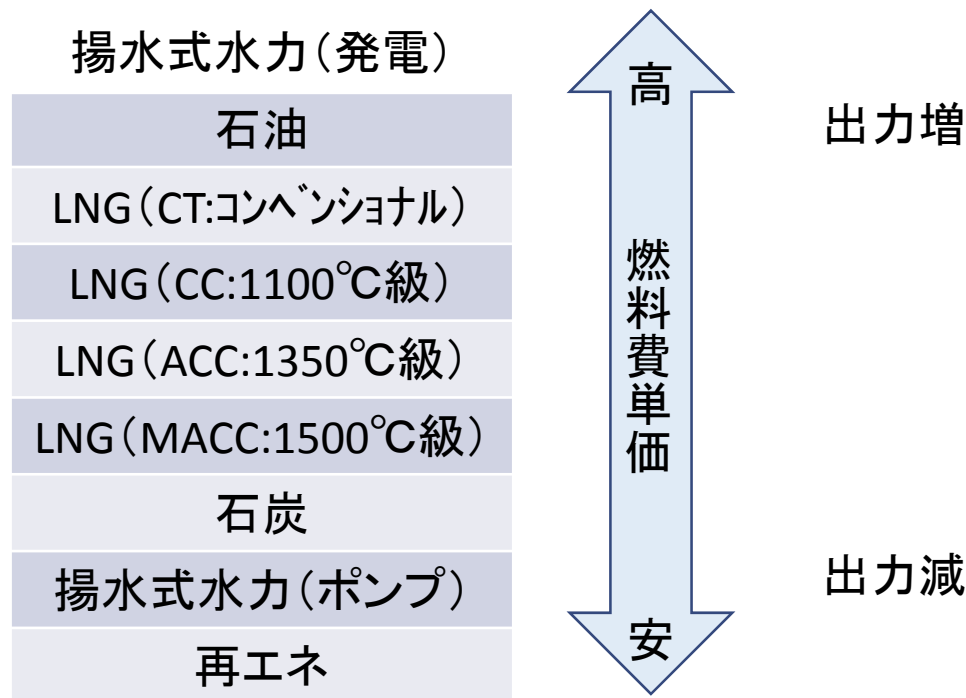 揚水式水力（発電）
石油
LNG（CT:ｺﾝﾍﾞﾝｼｮﾅﾙ）
LNG（CC:1100℃級）
LNG（ACC:1350℃級）
LNG（MACC:1500℃級）
石炭
揚水式水力（ポンプ）
再エネ
高
燃料費単価
安
出力増
出力減